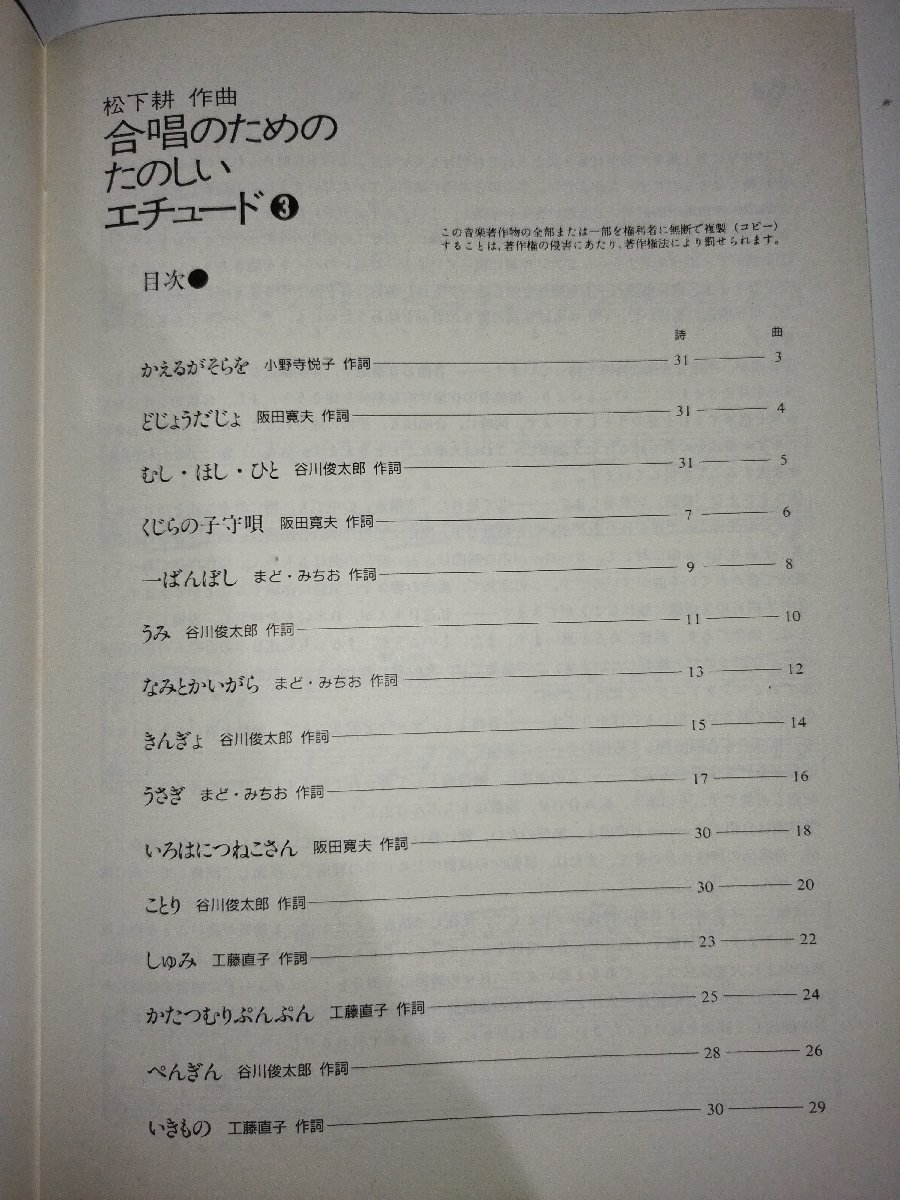 松下耕 作曲
合唱のための
たのしい
エチュード❸
この音楽著作物の全部または一部を権利者に無断で複製（コピー）
することは、著作権の侵害にあたり、著作権法により罰せられます。
目次●
詩 曲
かえるがそらを 小野寺悦子 作詞 31 3
どじょうだじょ 阪田寛夫 作詞 31 4
むし・ほし・ひと 谷川俊太郎 作詞 31 5
くじらの子守唄 阪田寛夫 作詞 7 6
一ばんぼし まど・みちお 作詞 9 8
うみ 谷川俊太郎 作詞 11 10
なみとかいがら まど・みちお 作詞 13 12
きんぎょ 谷川俊太郎 作詞 15 14
うさぎ まど・みちお 作詞 17 16
いろはにつねこさん 阪田寛夫 作詞 30 18
ことり 谷川俊太郎 作詞 30 20
しゅみ 工藤直子 作詞 23 22
かたつむりぷんぷん 工藤直子 作詞 25 24
ぺんぎん 谷川俊太郎 作詞 28 26
いきもの 工藤直子 作詞 30 29